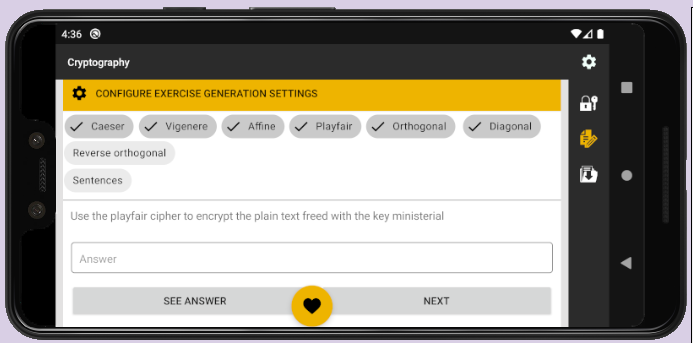 4:36
Cryptography
CONFIGURE EXERCISE GENERATION SETTINGS
Caeser Vigenere Affine Playfair Orthogonal Diagonal
Reverse orthogonal
Sentences
Use the playfair cipher to encrypt the plain text freed with the key ministerial
Answer
SEE ANSWER NEXT